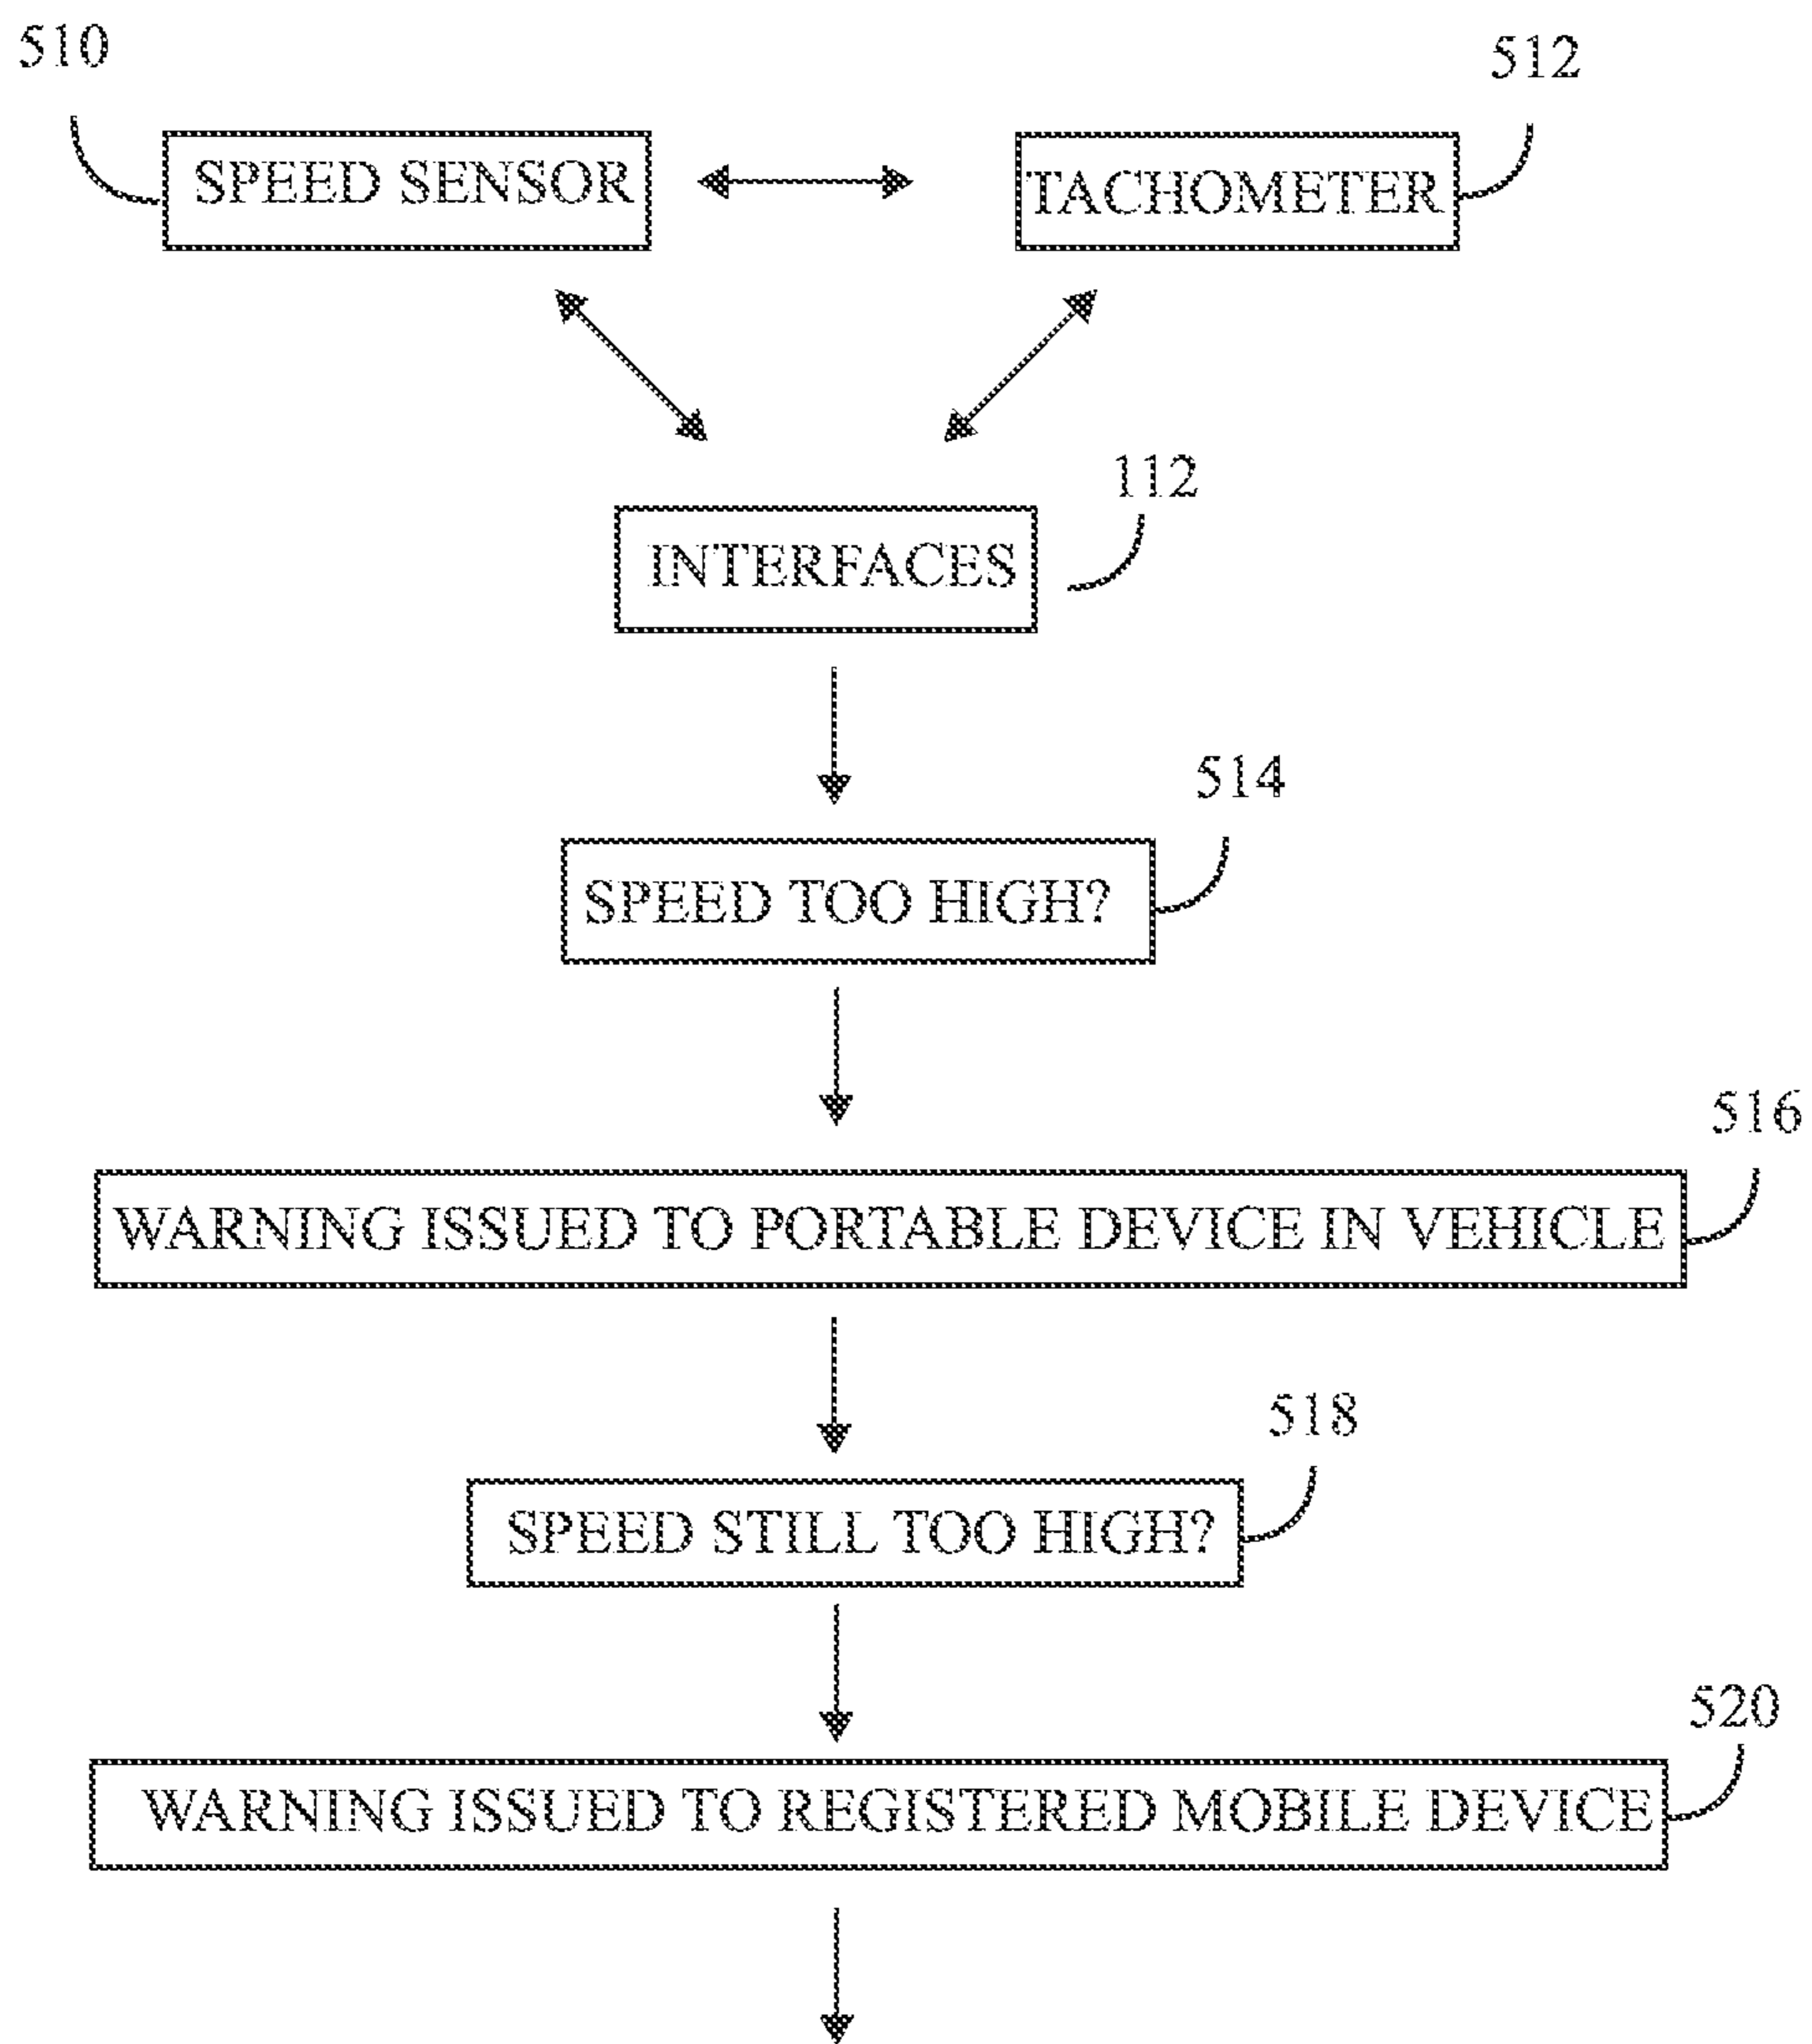 510
512
SPEED SENSOR
TACHOMETER
112
INTERFACES
514
SPEED TOO HIGH?
516
WARNING ISSUED TO PORTABLE DEVICE IN VEHICLE
518
SPEED STILL TOO HIGH?
520
WARNING ISSUED TO REGISTERED MOBILE DEVICE